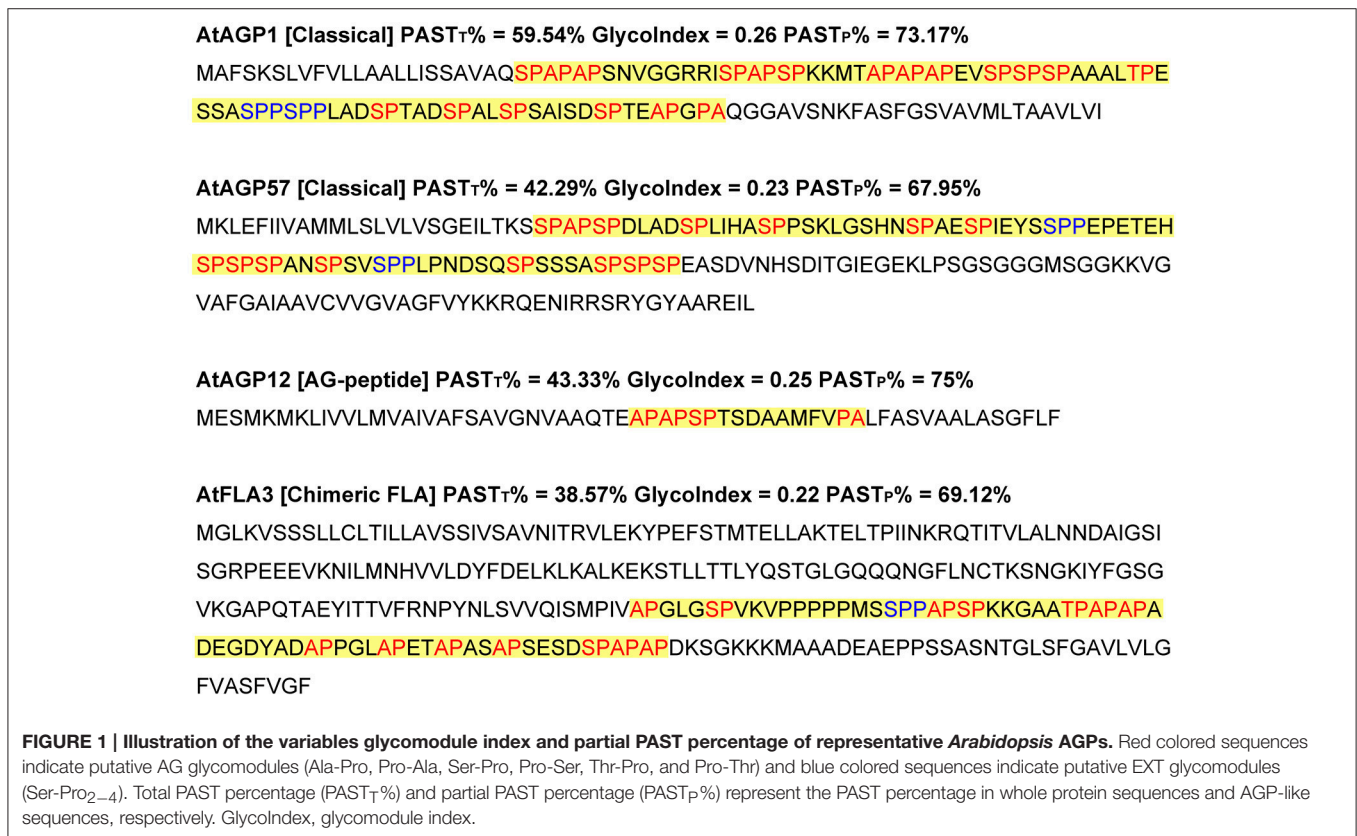 AtAGP1 [Classical] PASTT% = 59.54% GlycoIndex = 0.26 PASTP% = 73.17%
MAFSKSLVFVLLAALLISSAVAQSPAPAPSNVGGRRISPAPSPKKMTAPAPAPEVSPSPSPAAALTPE
SSASPPSPPLADSPTADSPALSPSAISDSPTEAPGPAQGGAVSNKFASFGSVAVMLTAAVLVI
AtAGP57 [Classical] PASTT% = 42.29% GlycoIndex = 0.23 PASTP% = 67.95%
MKLEFIIVAMMLSLVLVSGEILTKSSPAPSPDLADSPLIHASPPSKLGSHNSPAESPIEYSSPPEPETEH
SPSPSPANSPSVSPPLPNDSQSPSSSASPSPSPEASDVNHSDITGIEGEKLPSGSGGGMSGGKKVG
VAFGAIAAVCVVGVAGFVYKKRQENIRRSRYGYAAREIL
AtAGP12 [AG-peptide] PASTT% = 43.33% GlycoIndex = 0.25 PASTP% = 75%
MESMKMKLIVVLMVAIVAFSAVGNVAAQTEAPAPSPTSDAAMFVPALFASVAALASGFLF
AtFLA3 [Chimeric FLA] PASTT% = 38.57% GlycoIndex = 0.22 PASTP% = 69.12%
MGLKVSSSLLCLTILLAVSSIVSAVNITRVLEKYPEFSTMTELLAKTELTPIINKRQTITVLALNNDAIGSI
SGRPEEEVKNILMNHVVLDYFDELKLKALKEKSTLLTTLYQSTGLGQQQNGFLNCTKSNGKIYFGSG
VKGAPQTAEYITTVFRNPYNLSVVQISMPIVAPGLGSPVKVPPPPPMSSPPAPSPKKGAATPAPAPA
DEGDYADAPPGLAPETAPASAPSESDSPAPAPDKSGKKKMAAADEAEPPSSASNTGLSFGAVLVLG
FVASFVGF
FIGURE 1 | Illustration of the variables glycomodule index and partial PAST percentage of representative Arabidopsis AGPs. Red colored sequences
indicate putative AG glycomodules (Ala-Pro, Pro-Ala, Ser-Pro, Pro-Ser, Thr-Pro, and Pro-Thr) and blue colored sequences indicate putative EXT glycomodules
(Ser-Pro2–4). Total PAST percentage (PASTT%) and partial PAST percentage (PASTP%) represent the PAST percentage in whole protein sequences and AGP-like
sequences, respectively. GlycoIndex, glycomodule index.